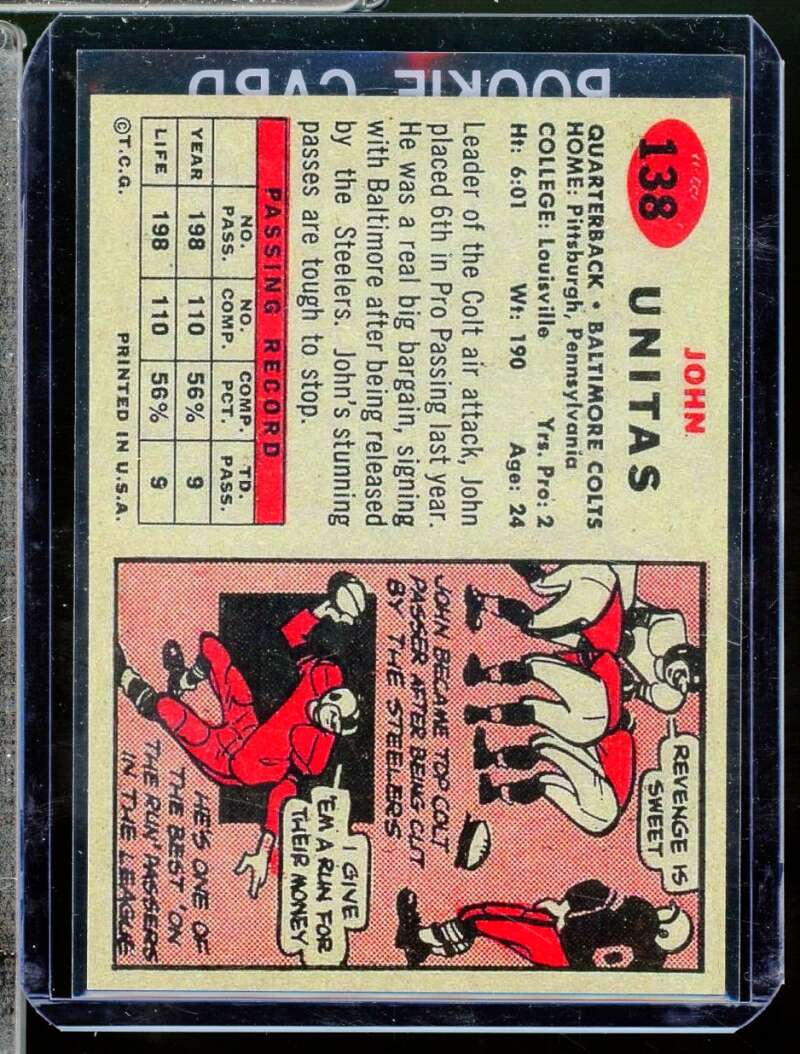 ROOKIE CARD
138
JOHN
UNITAS
QUARTERBACK • BALTIMORE COLTS
HOME: Pittsburgh, Pennsylvania
COLLEGE: Louisville Yrs. Pro: 2
Ht: 6:01 Wt: 190 Age: 24
Leader of the Colt air attack, John
placed 6th in Pro Passing last year.
He was a real big bargain, signing
with Baltimore after being released
by the Steelers. John's stunning
passes are tough to stop.
PASSING RECORD
NO. PASS. NO. COMP. COMP. PCT. TD. PASS.
YEAR 198 110 56% 9
LIFE 198 110 56% 9
©T.C.G. PRINTED IN U.S.A.
REVENGE IS
SWEET
JOHN BECAME TOP COLT
PASSER AFTER BEING CUT
BY THE STEELERS
I GIVE
'EM A RUN FOR
THEIR MONEY
HE'S ONE OF
THE BEST 'ON
THE RUN' PASSERS
IN THE LEAGUE